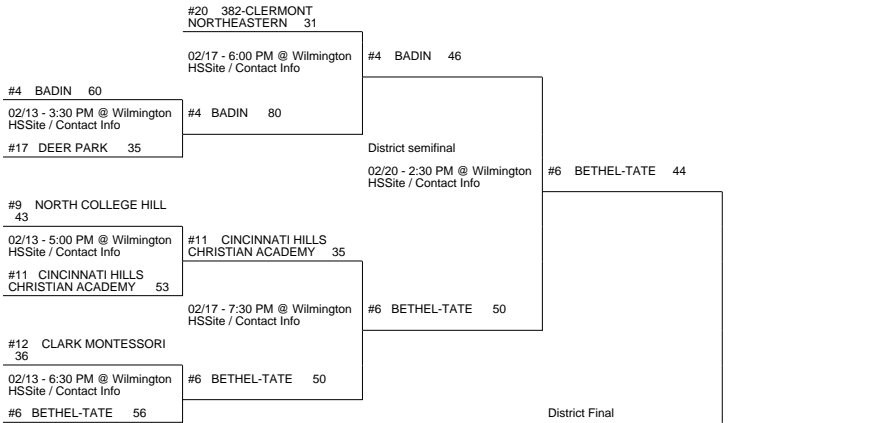 #20 382-CLERMONT
NORTHEASTERN 31
02/17 - 6:00 PM @ Wilmington
HSSite / Contact Info
#4 BADIN 46
#4 BADIN 60
02/13 - 3:30 PM @ Wilmington
HSSite / Contact Info
#4 BADIN 80
#17 DEER PARK 35
District semifinal
02/20 - 2:30 PM @ Wilmington
HSSite / Contact Info
#6 BETHEL-TATE 44
#9 NORTH COLLEGE HILL
43
02/13 - 5:00 PM @ Wilmington
HSSite / Contact Info
#11 CINCINNATI HILLS
CHRISTIAN ACADEMY 35
#11 CINCINNATI HILLS
CHRISTIAN ACADEMY 53
02/17 - 7:30 PM @ Wilmington
HSSite / Contact Info
#6 BETHEL-TATE 50
#12 CLARK MONTESSORI
36
02/13 - 6:30 PM @ Wilmington
HSSite / Contact Info
#6 BETHEL-TATE 50
#6 BETHEL-TATE 56
District Final